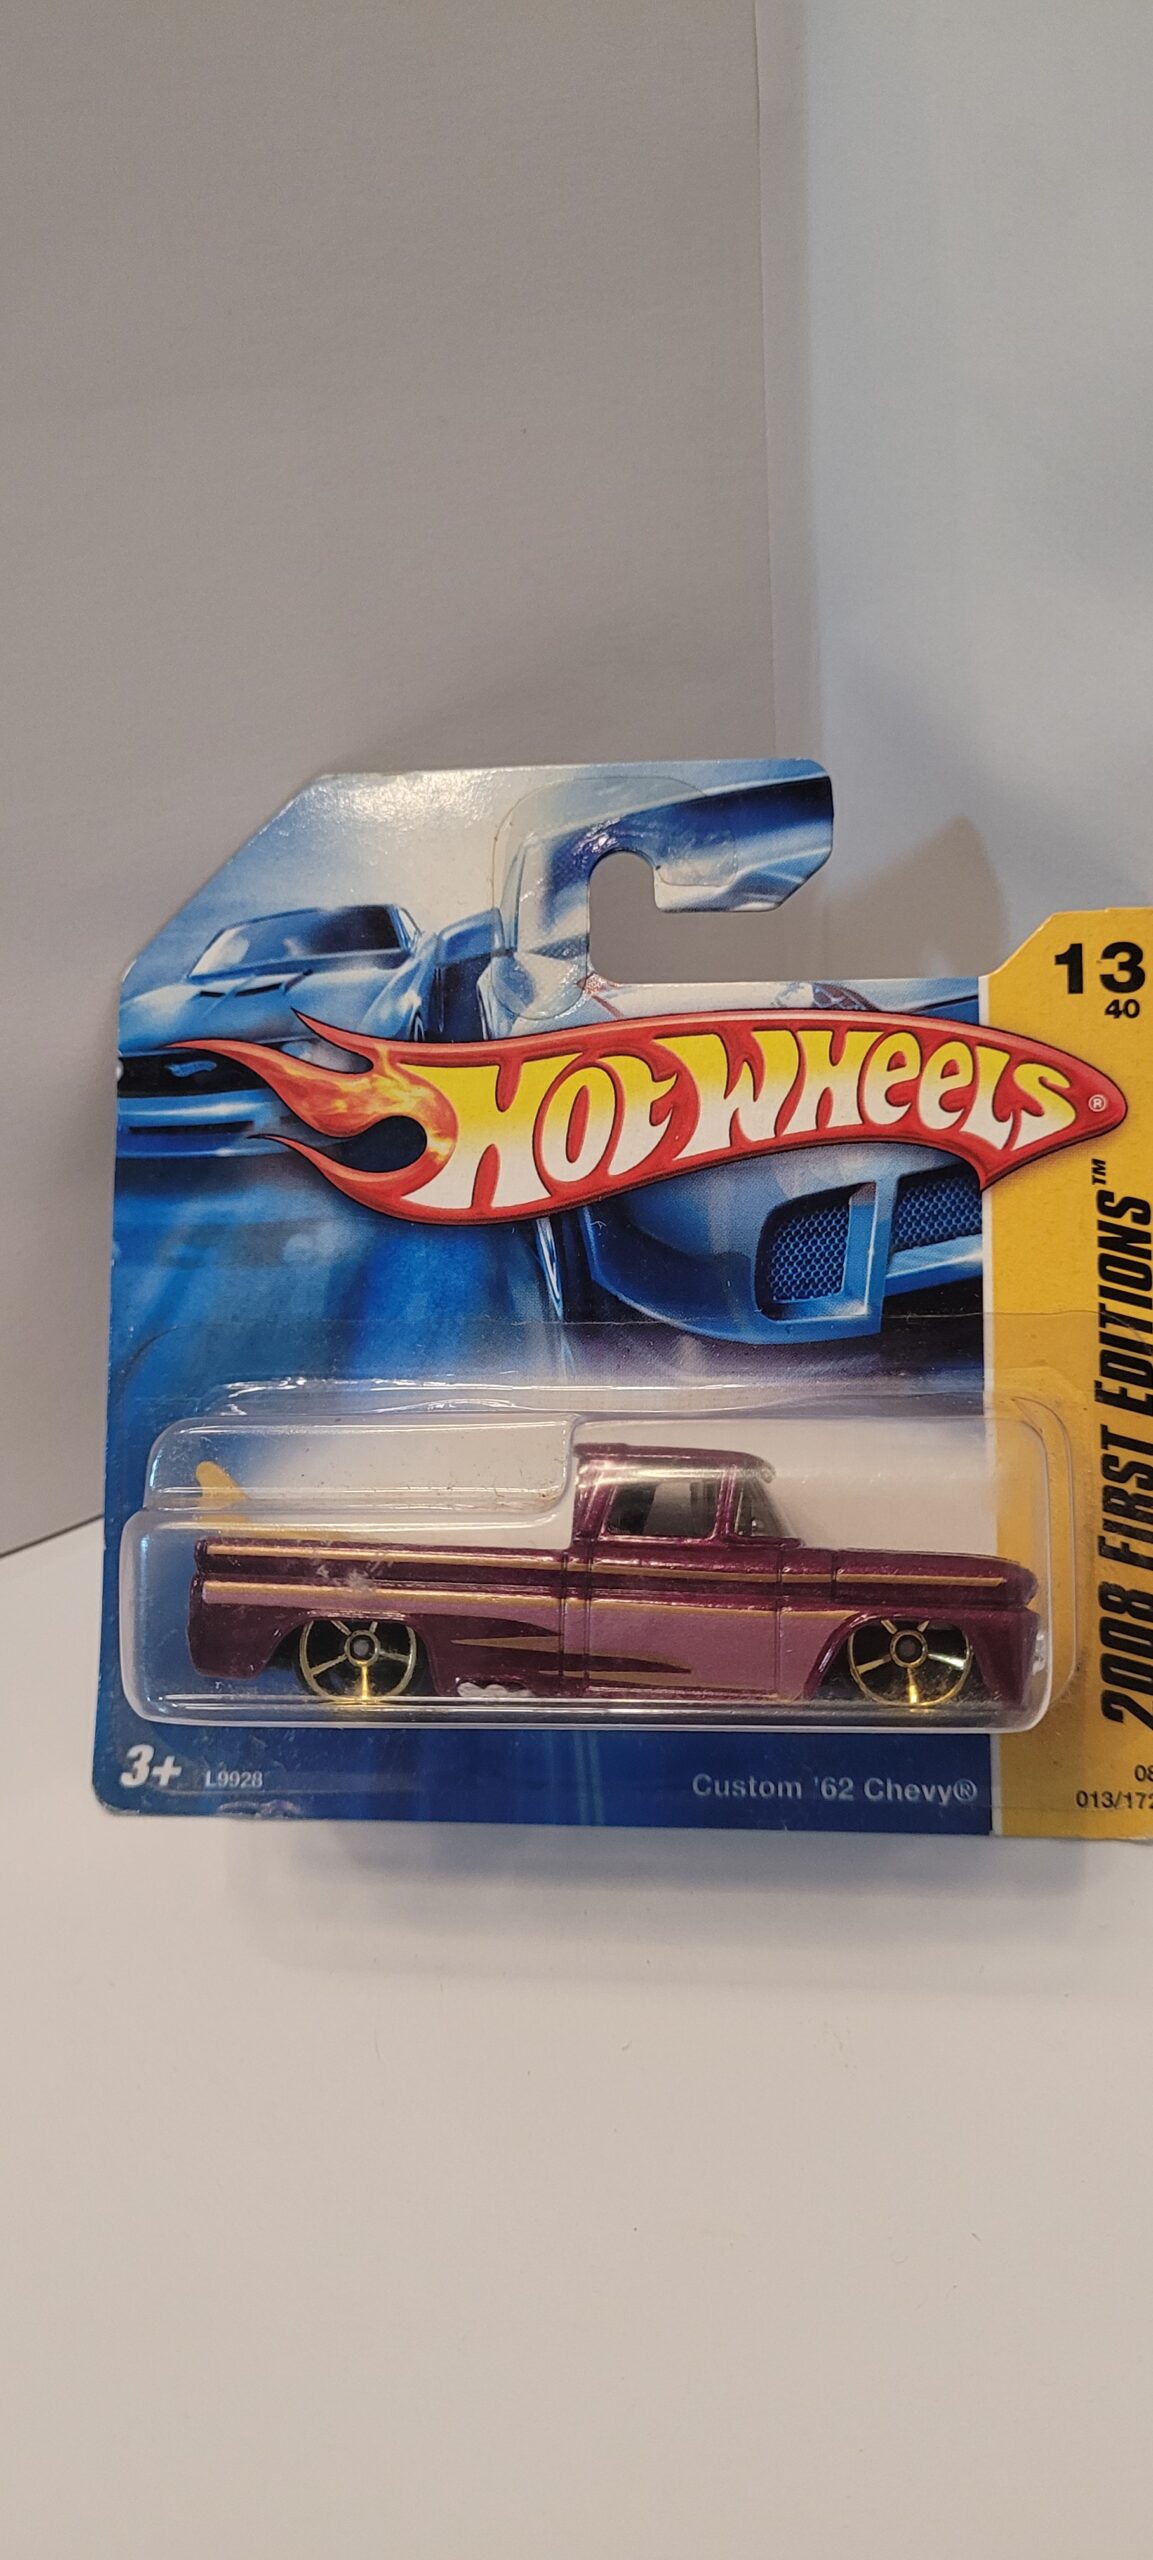 13
40
HOT WHEELS®
2008 FIRST EDITIONS™
3+ L9928
Custom '62 Chevy®
08
013/172